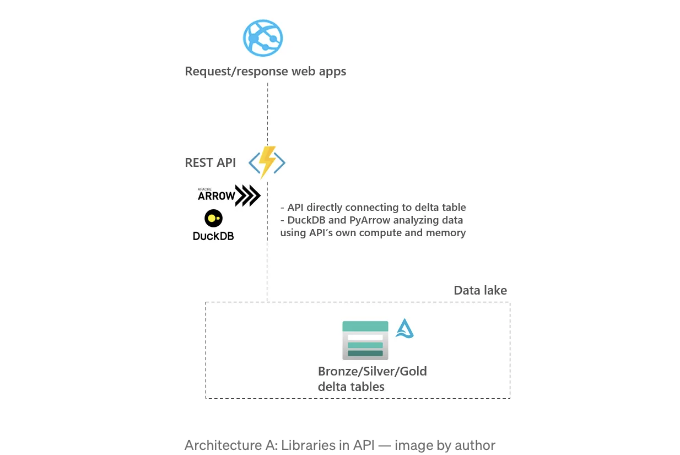 Request/response web apps
REST API
ARROW
DuckDB
- API directly connecting to delta table
- DuckDB and PyArrow analyzing data
using API's own compute and memory
Data lake
Bronze/Silver/Gold
delta tables
Architecture A: Libraries in API — image by author